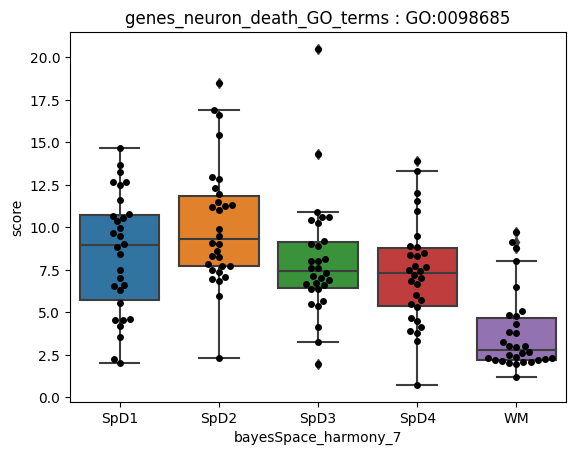 genes_neuron_death_GO_terms : GO:0098685
20.0
17.5
15.0
12.5
10.0
7.5
5.0
2.5
0.0
score
SpD1 SpD2 SpD3 SpD4 WM
bayesSpace_harmony_7